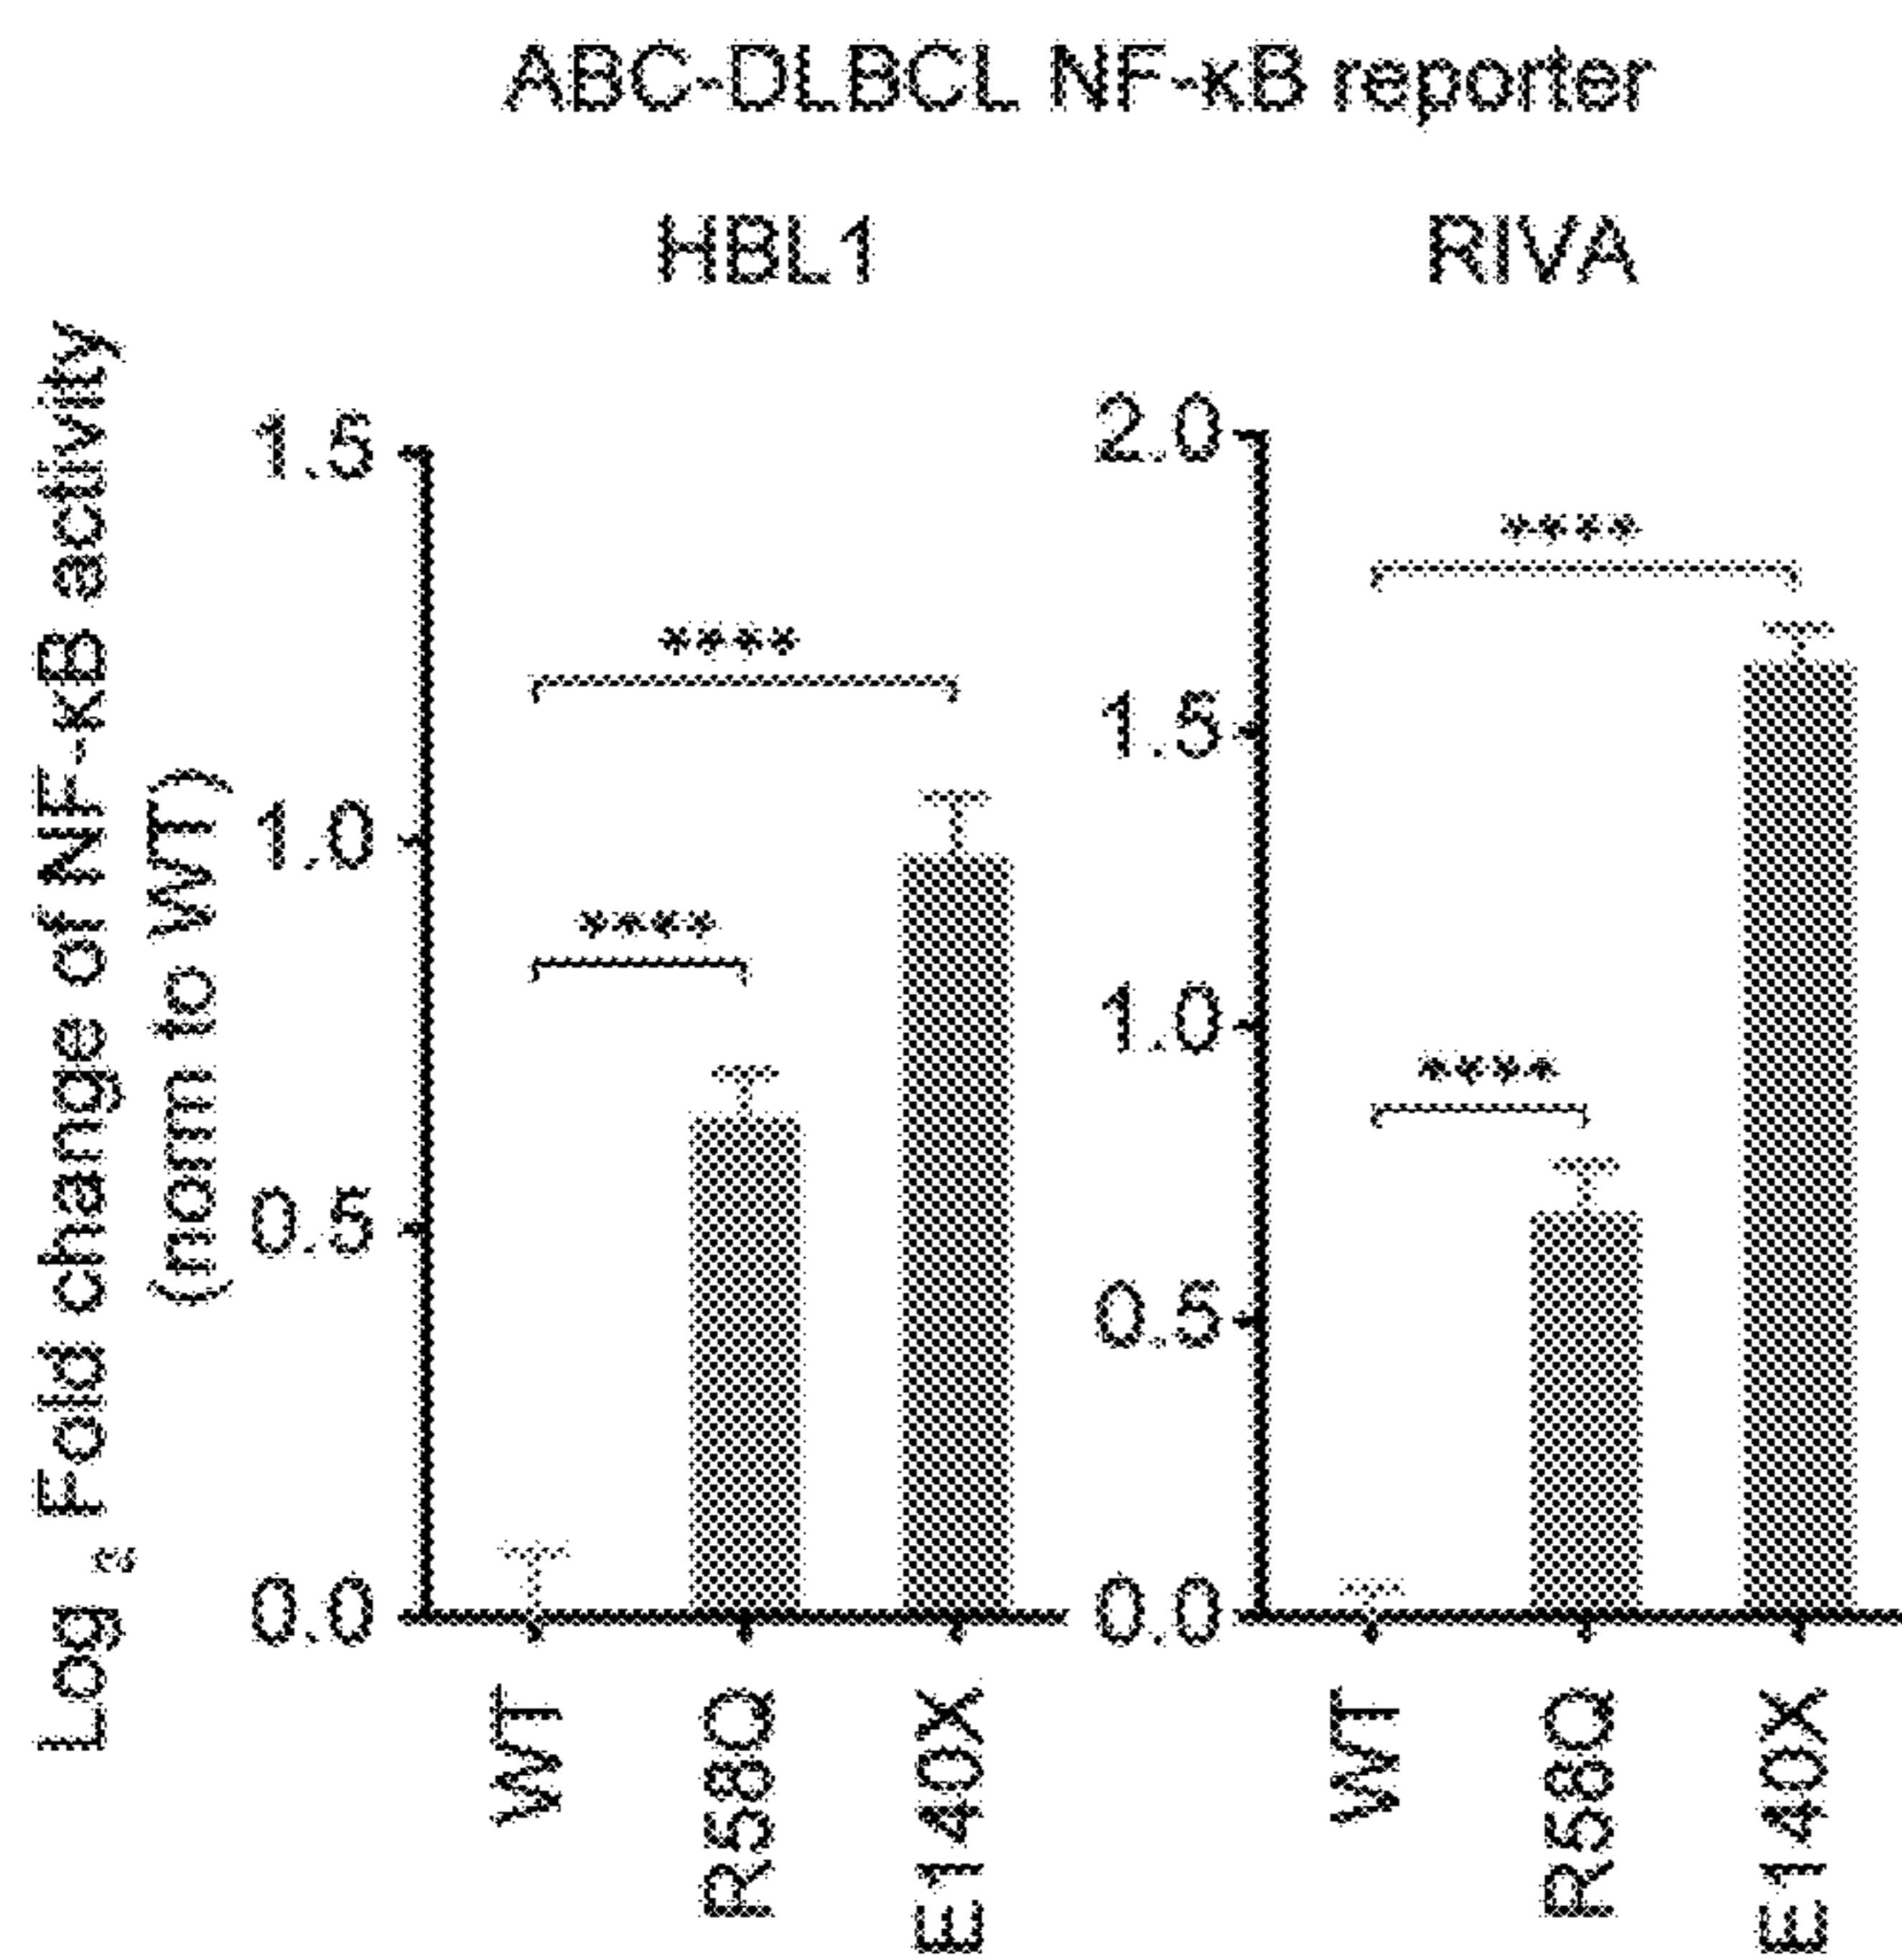 ABC-DLBCL NF-κB reporter
HBL1
RIVA
Log 2 Fold change of NF-κB activity
(norm to WT)
1.5
1.0
0.5
0.0
****
****
WT
R58Q
E140X
2.0
1.5
1.0
0.5
0.0
****
****
WT
R58Q
E140X